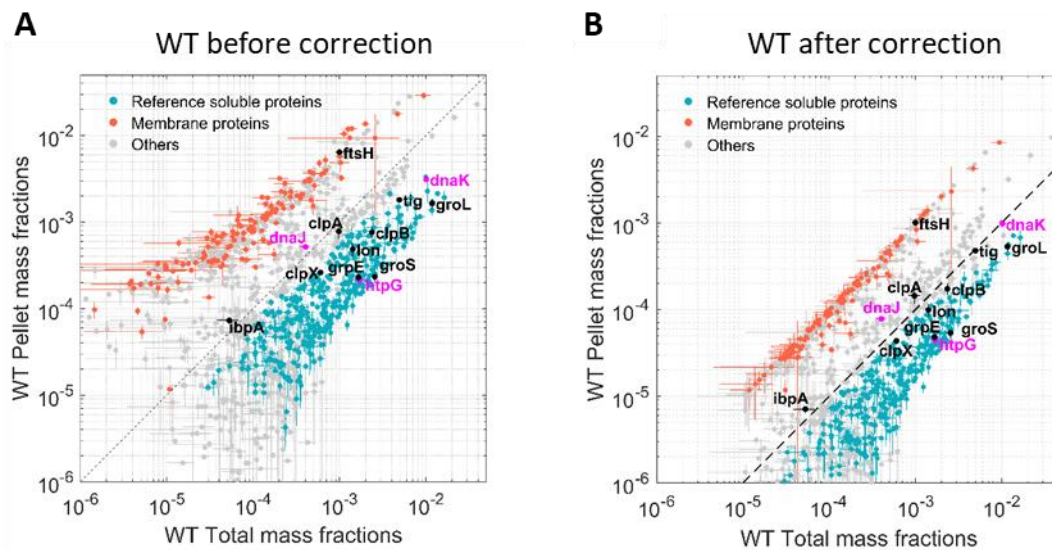 A
WT before correction
Reference soluble proteins
Membrane proteins
Others
ftsH
dnaK
tig
groL
clpA
clpB
dnaJ
lon
clpX
grpE
groS
htpG
ibpA
10⁻²
10⁻³
10⁻⁴
10⁻⁵
10⁻⁶
WT Pellet mass fractions
10⁻⁶
10⁻⁵
10⁻⁴
10⁻³
10⁻²
WT Total mass fractions
B
WT after correction
Reference soluble proteins
Membrane proteins
Others
ftsH
dnaK
tig
groL
clpA
clpB
dnaJ
lon
grpE
groS
clpX
htpG
ibpA
10⁻¹
10⁻²
10⁻³
10⁻⁴
10⁻⁵
10⁻⁶
WT Pellet mass fractions
10⁻⁶
10⁻⁵
10⁻⁴
10⁻³
10⁻²
WT Total mass fractions